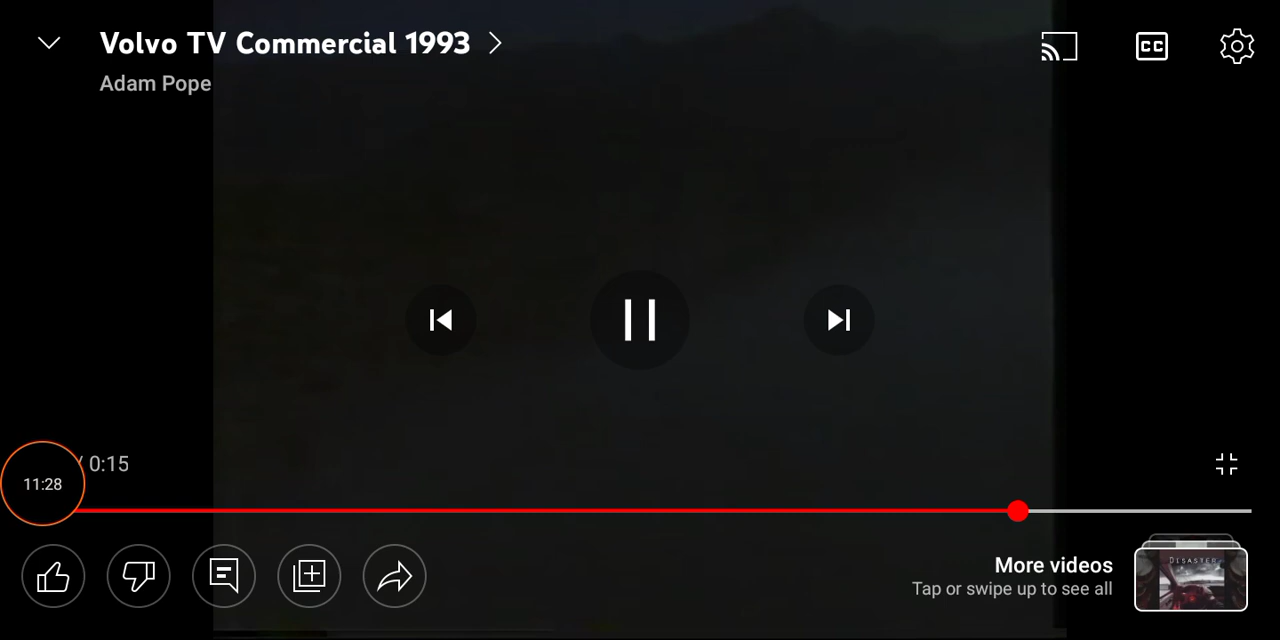 Volvo TV Commercial 1993
Adam Pope
CC
/ 0:15
11:28
More videos
Tap or swipe up to see all
DISASTER